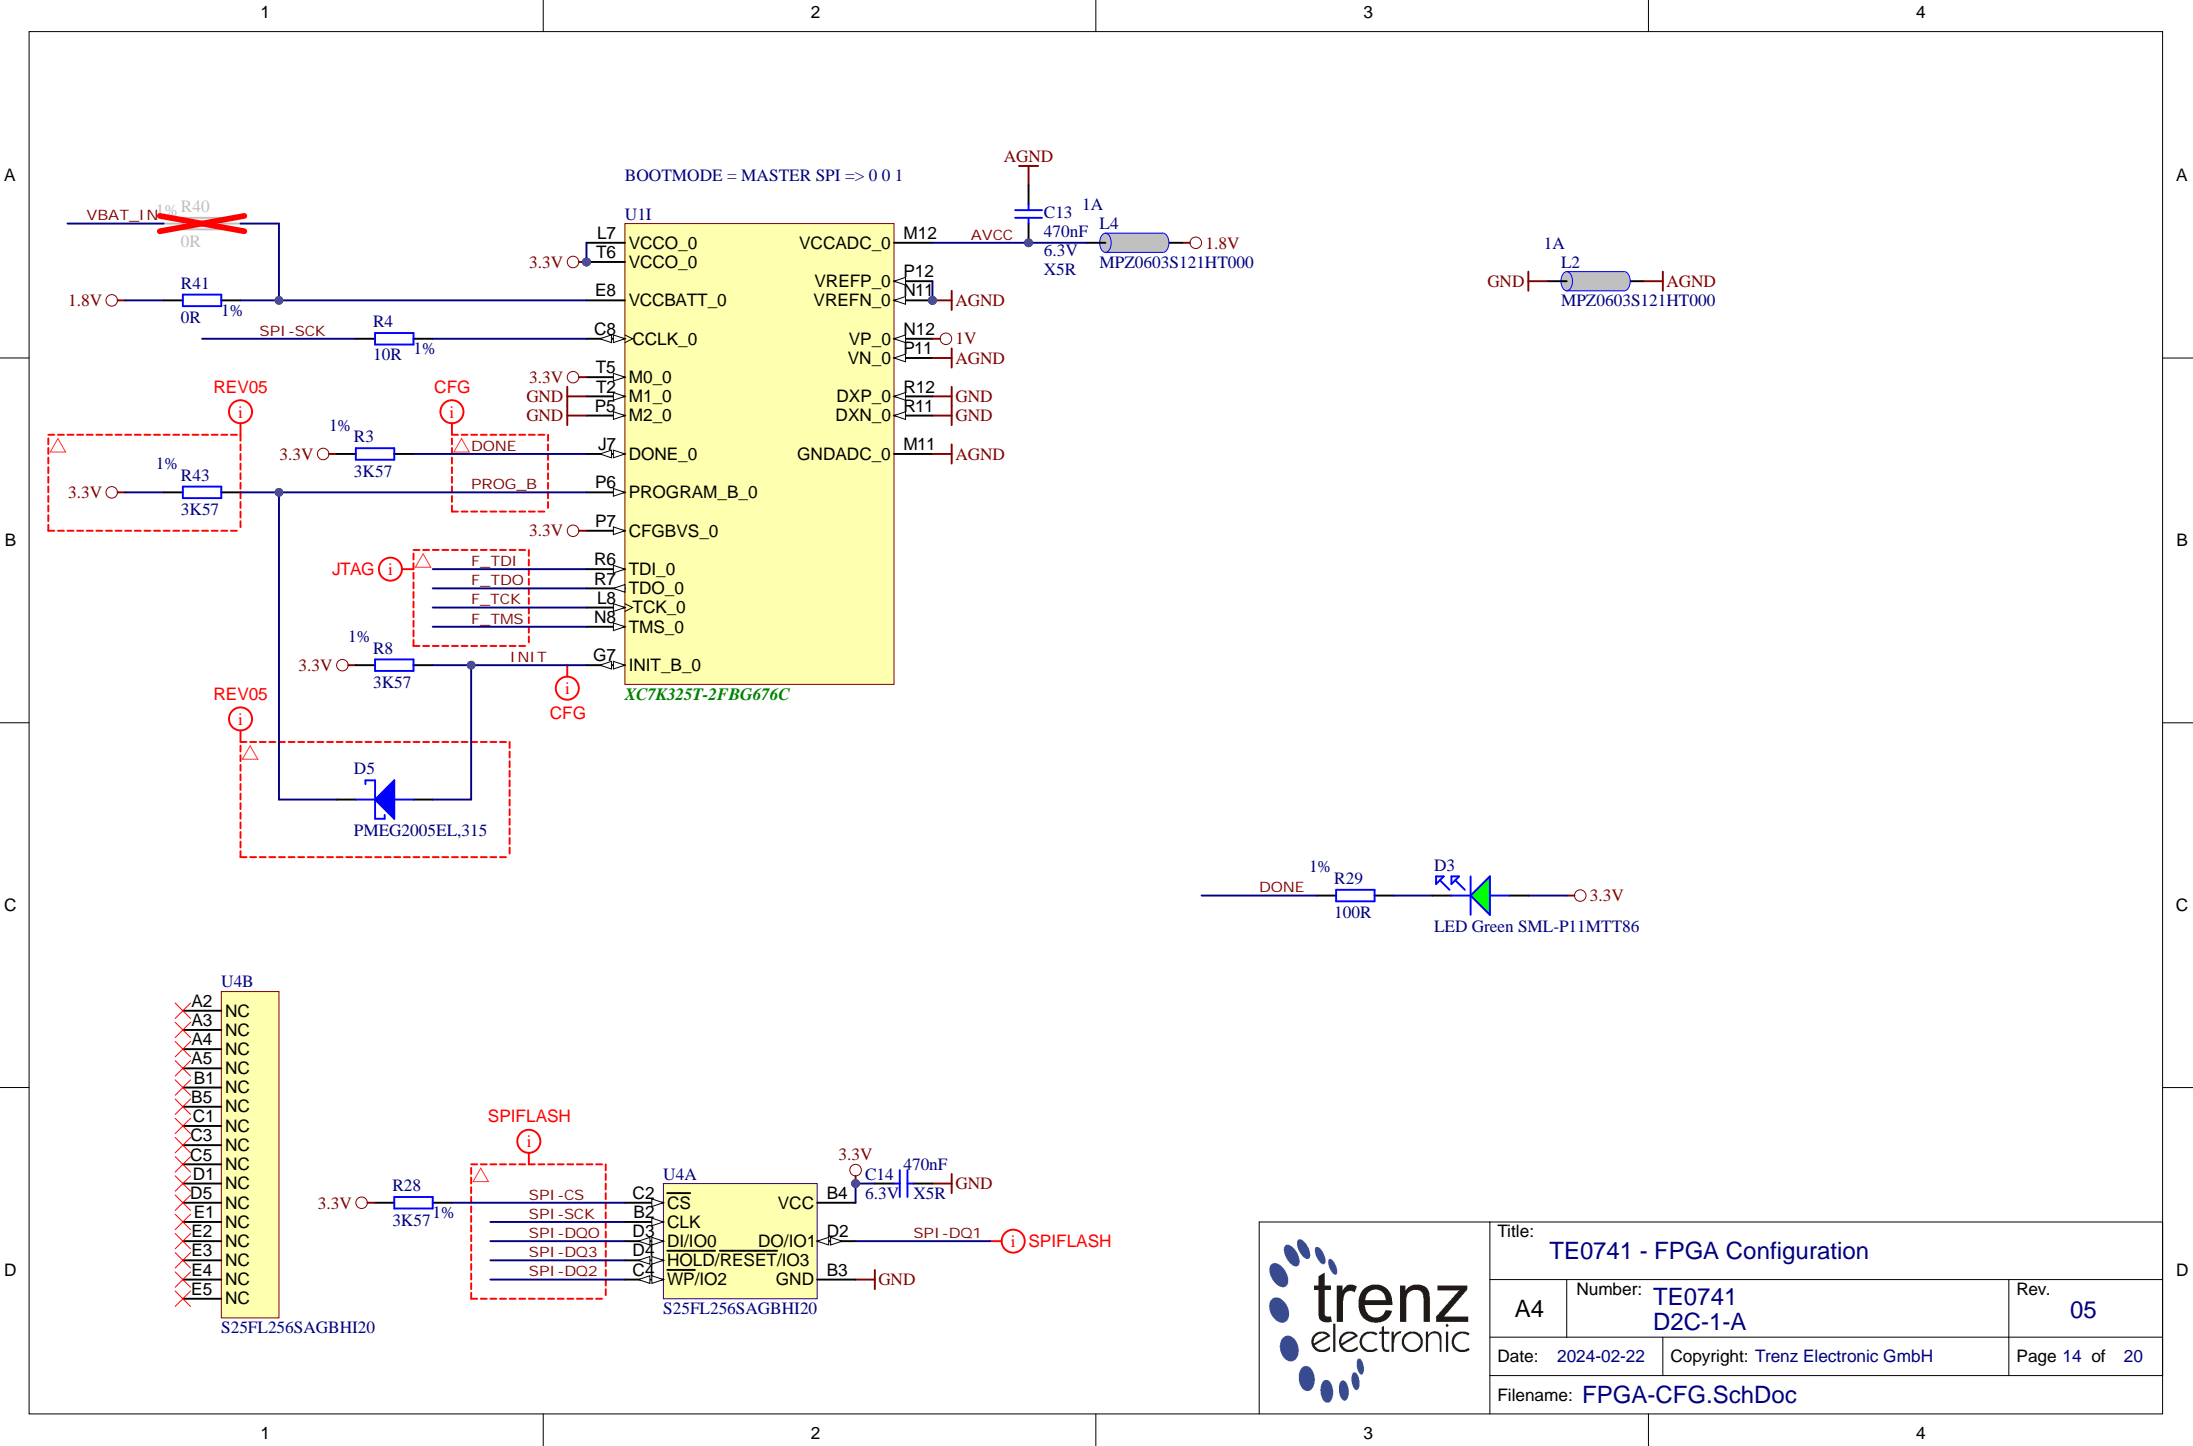 1 2 3 4
A A
B B
C C
D D
BOOTMODE = MASTER SPI => 0 0 1
AGND
C13
470nF
6.3V
X5R
1A
L4
MPZ0603S121HT000
1.8V
AVCC
1A
L2
GND AGND
MPZ0603S121HT000
VBAT_IN 1% R40
0R
1.8V R41
0R 1%
SPI-SCK R4
10R 1%
U1I
L7 VCCO_0
3.3V T6 VCCO_0
E8 VCCBATT_0
C8 CCLK_0
3.3V T5 M0_0
GND T2 M1_0
GND P5 M2_0
J7 DONE_0
P6 PROGRAM_B_0
3.3V P7 CFGBVS_0
R6 TDI_0
R7 TDO_0
L8 TCK_0
N8 TMS_0
G7 INIT_B_0
VCCADC_0 M12
VREFP_0 P12
VREFN_0 N11 AGND
VP_0 N12 1V
VN_0 P11 AGND
DXP_0 R12 GND
DXN_0 R11 GND
GNDADC_0 M11 AGND
XC7K325T-2FBG676C
REV05
CFG
1% R3
3.3V 3K57
DONE
1% R43
3.3V 3K57
PROG_B
JTAG
F_TDI
F_TDO
F_TCK
F_TMS
1% R8
3.3V 3K57
INIT
CFG
REV05
D5
PMEG2005EL,315
DONE 1% R29
100R
D3
3.3V
LED Green SML-P11MTT86
U4B
A2 NC
A3 NC
A4 NC
A5 NC
B1 NC
B5 NC
C1 NC
C3 NC
C5 NC
D1 NC
D5 NC
E1 NC
E2 NC
E3 NC
E4 NC
E5 NC
S25FL256SAGBHI20
SPIFLASH
3.3V R28
3K57 1%
SPI-CS
SPI-SCK
SPI-DQ0
SPI-DQ3
SPI-DQ2
U4A
C2 CS
B2 CLK
D3 DI/IO0
D4 HOLD/RESET/IO3
C4 WP/IO2
VCC B4
DO/IO1 D2
GND B3 GND
S25FL256SAGBHI20
3.3V
C14 470nF
6.3V X5R GND
SPI-DQ1 SPIFLASH
trenz
electronic
Title:
TE0741 - FPGA Configuration
A4
Number: TE0741
D2C-1-A
Rev.
05
Date: 2024-02-22 Copyright: Trenz Electronic GmbH Page 14 of 20
Filename: FPGA-CFG.SchDoc
1 2 3 4